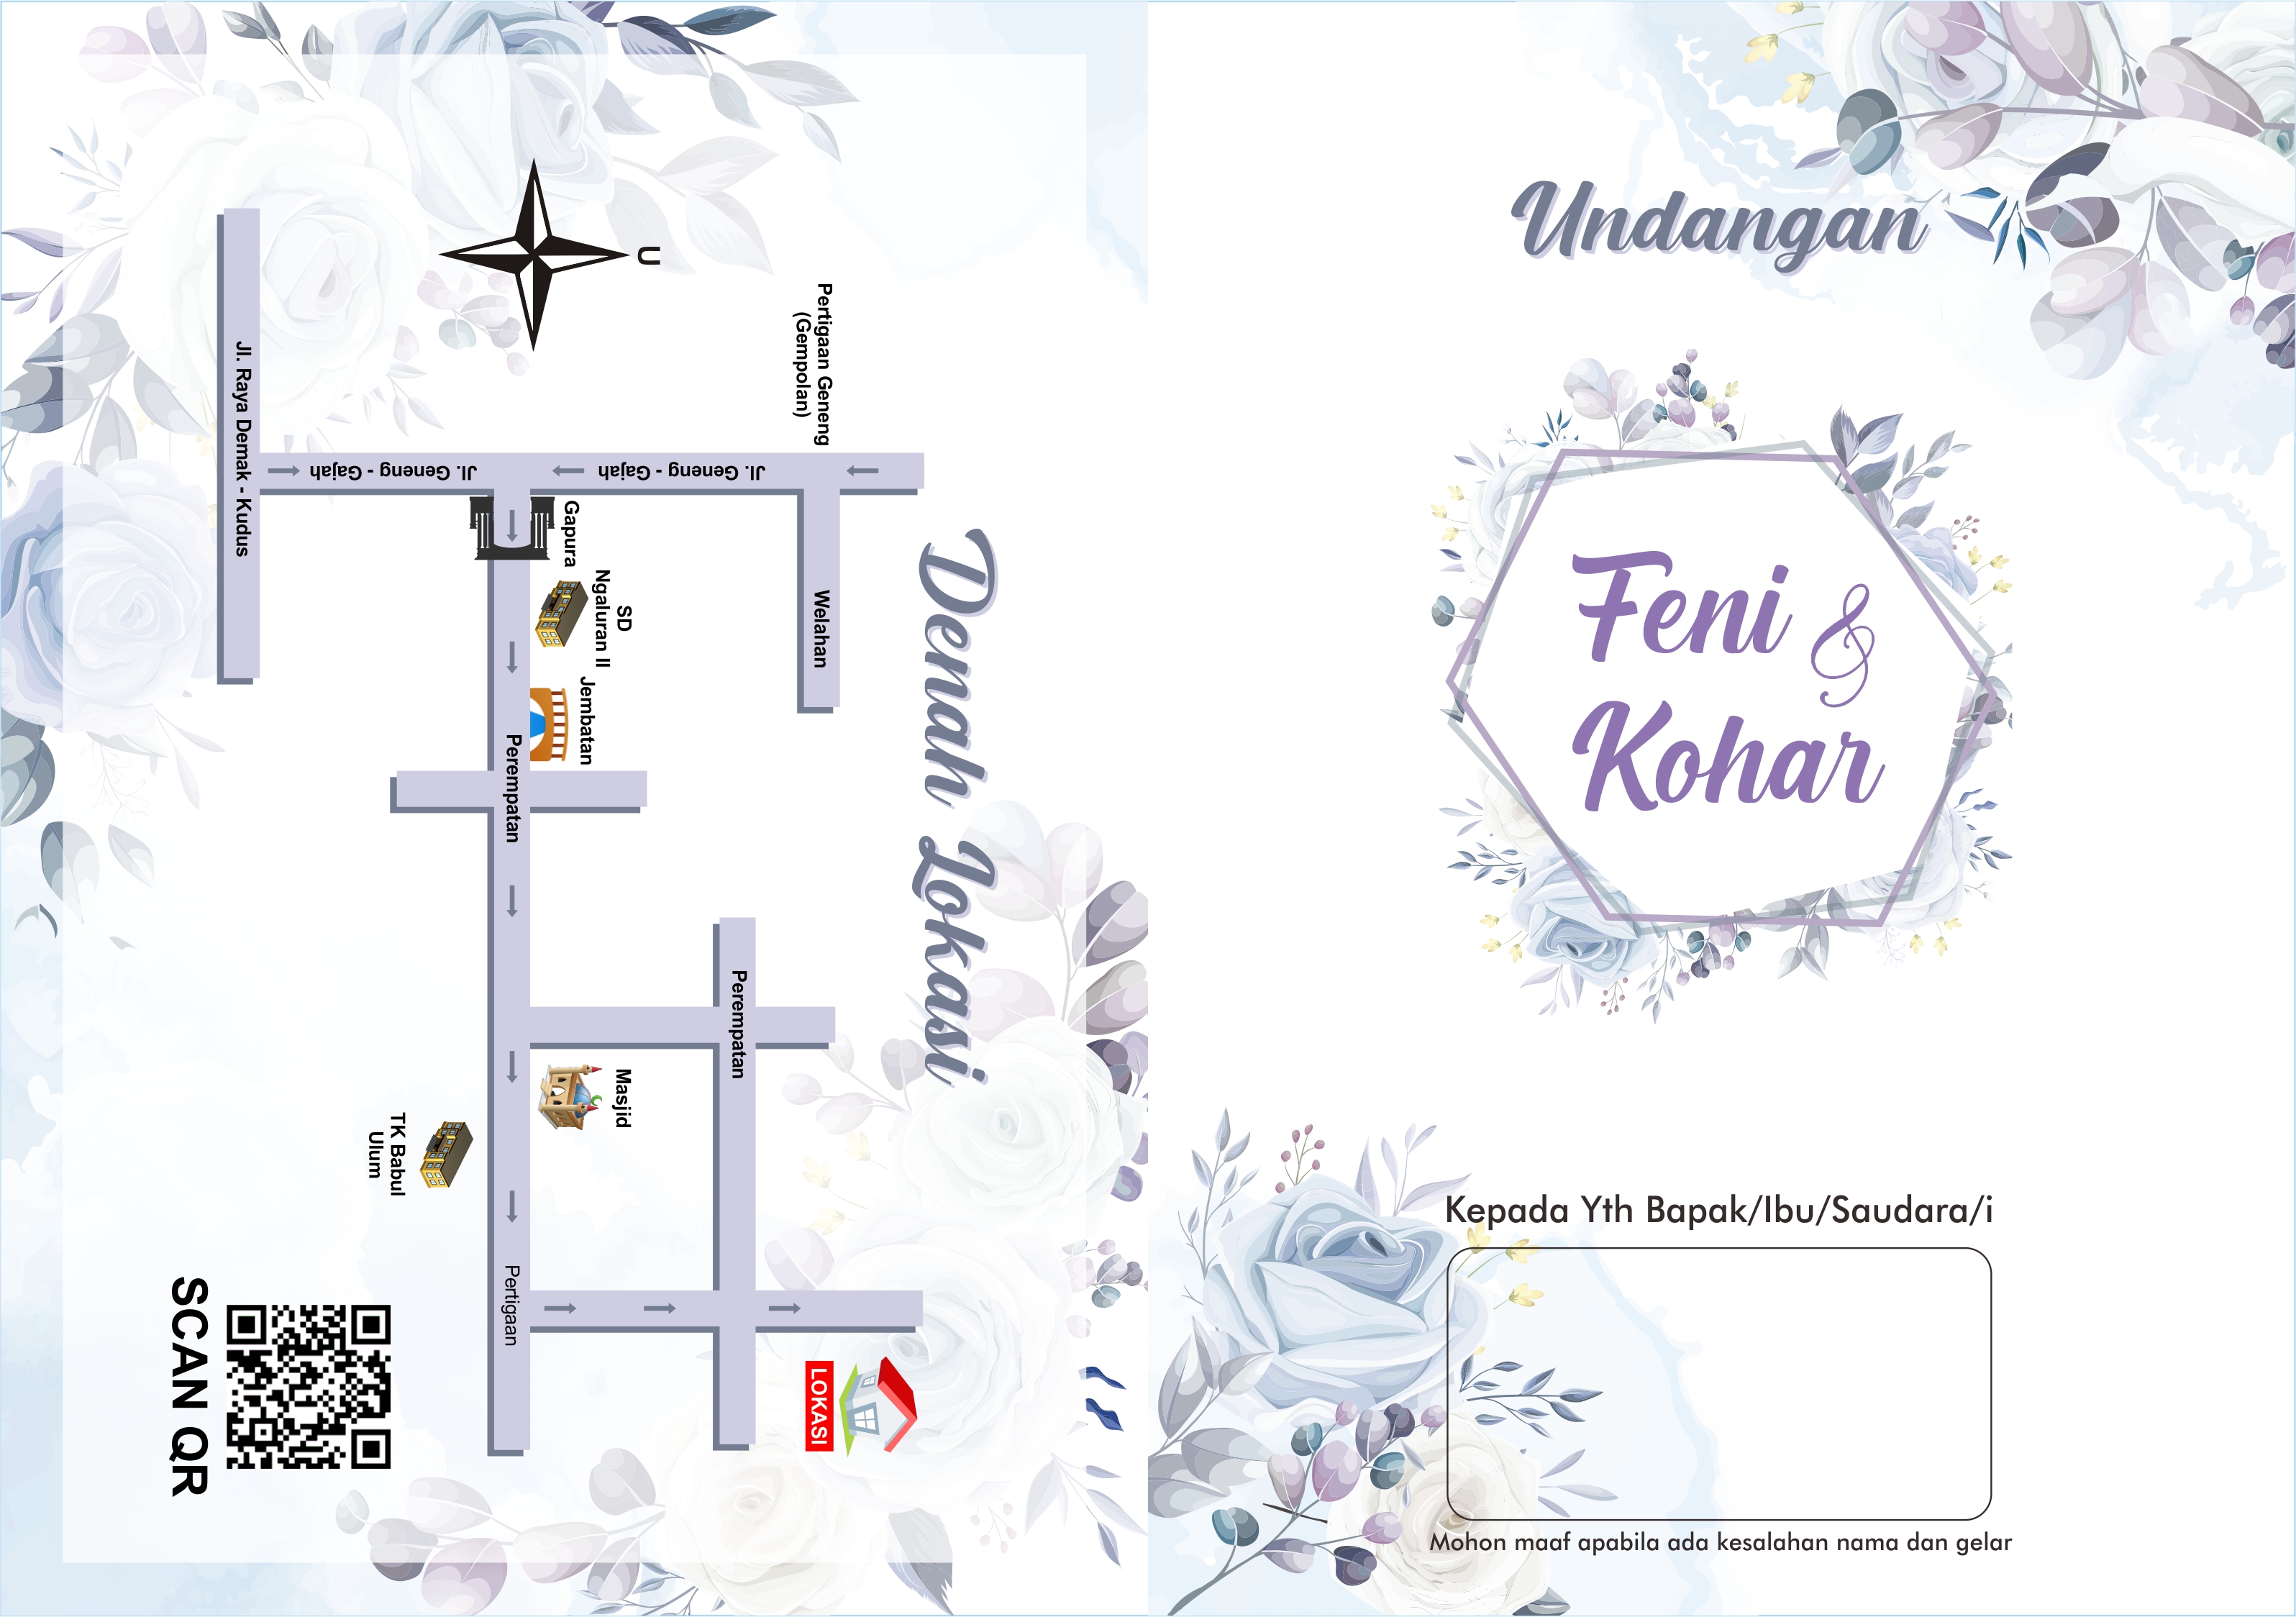 Undangan
Feni &
Kohar
Kepada Yth Bapak/Ibu/Saudara/i
Mohon maaf apabila ada kesalahan nama dan gelar
Denah Lokasi
U
Pertigaan Geneng
(Gempolan)
Welahan
Jl. Geneng - Gajah
Jl. Geneng - Gajah
Jl. Raya Demak - Kudus
Gapura
SD
Ngaluran II
Jembatan
Perempatan
Perempatan
Masjid
TK Babul
Ulum
Pertigaan
LOKASI
SCAN QR